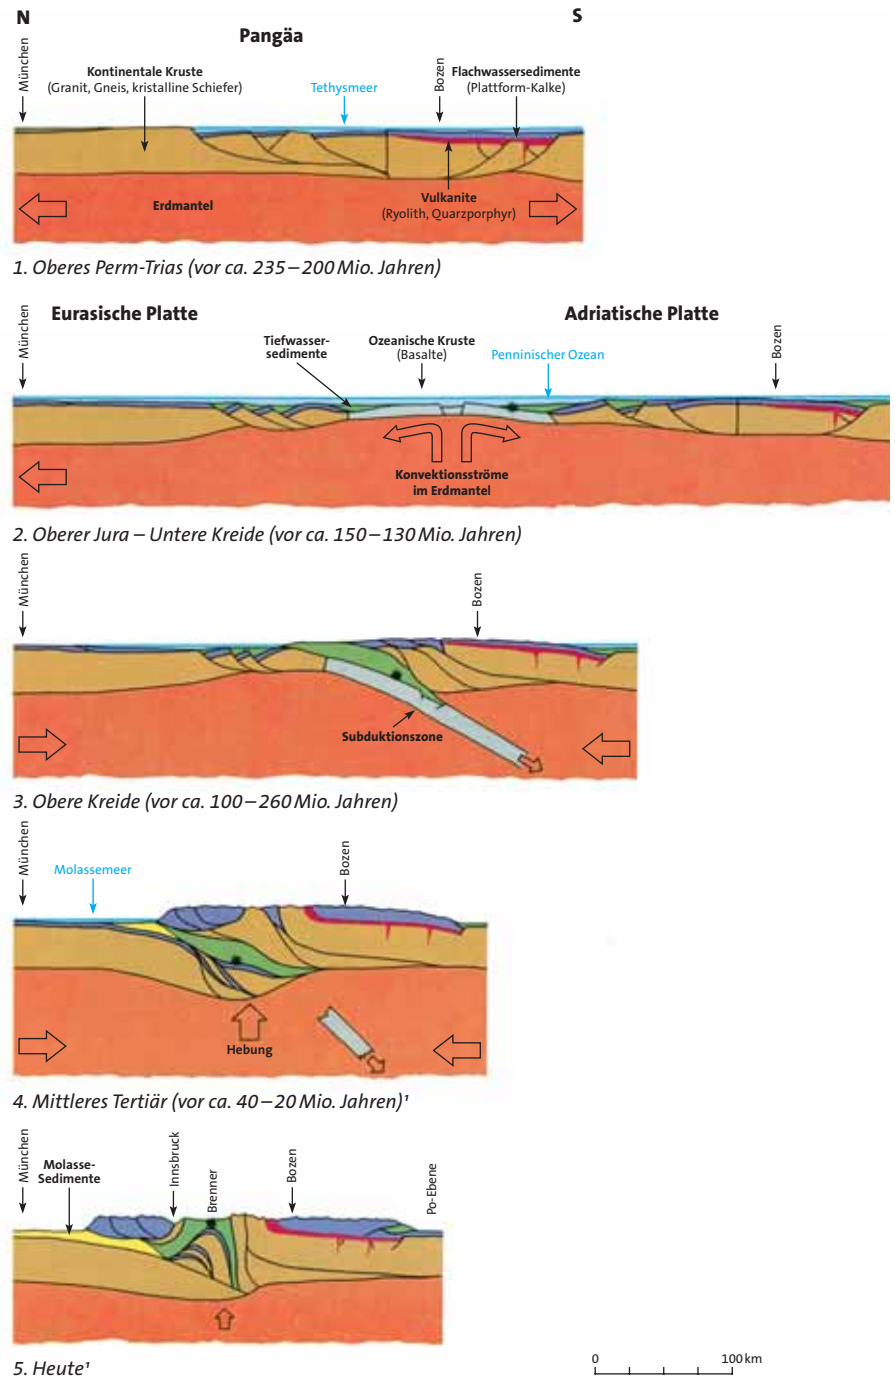 N
S
Pangäa
München
Kontinentale Kruste
(Granit, Gneis, kristalline Schiefer)
Tethysmeer
Bozen
Flachwassersedimente
(Plattform-Kalke)
Erdmantel
Vulkanite
(Ryolith, Quarzporphyr)
1. Oberes Perm-Trias (vor ca. 235–200 Mio. Jahren)
München
Eurasische Platte
Adriatische Platte
Tiefwasser-
sedimente
Ozeanische Kruste
(Basalte)
Penninischer Ozean
Bozen
Konvektionsströme
im Erdmantel
2. Oberer Jura – Untere Kreide (vor ca. 150–130 Mio. Jahren)
München
Bozen
Subduktionszone
3. Obere Kreide (vor ca. 100–260 Mio. Jahren)
München
Molassemeer
Bozen
Hebung
4. Mittleres Tertiär (vor ca. 40–20 Mio. Jahren)¹
München
Molasse-
Sedimente
Innsbruck
Brenner
Bozen
Po-Ebene
5. Heute¹
0 100 km